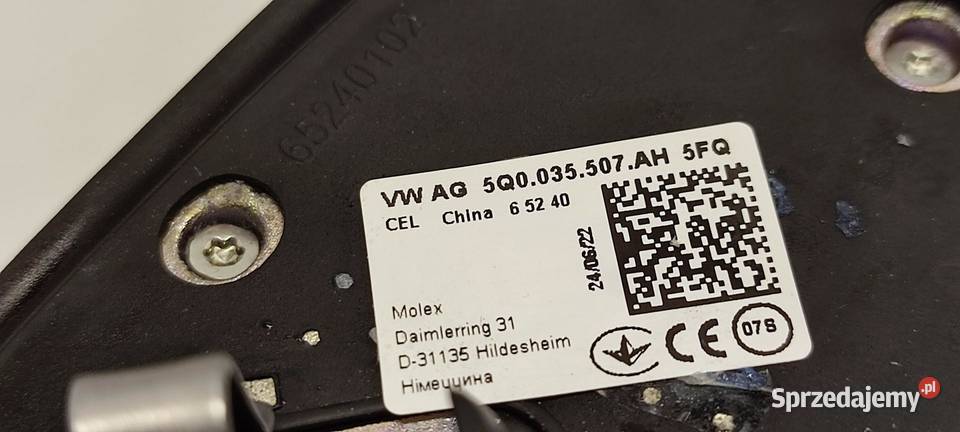 65240102
VW AG 5Q0.035.507.AH 5FQ
CEL China 6 52 40
24/06/22
Molex
Daimlerring 31
D-31135 Hildesheim
Німеччина
CE
07S
Sprzedajemy.pl